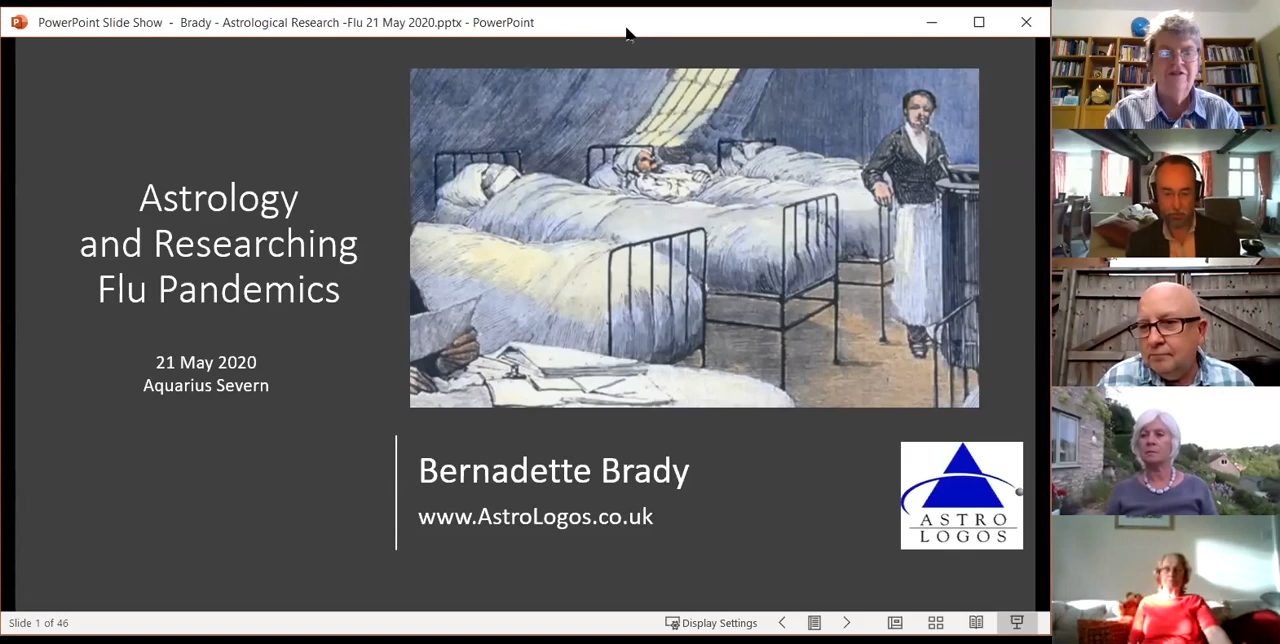 PowerPoint Slide Show - Brady - Astrological Research -Flu 21 May 2020.pptx - PowerPoint
Astrology
and Researching
Flu Pandemics
21 May 2020
Aquarius Severn
Bernadette Brady
www.AstroLogos.co.uk
ASTRO
LOGOS
Slide 1 of 46
Display Settings